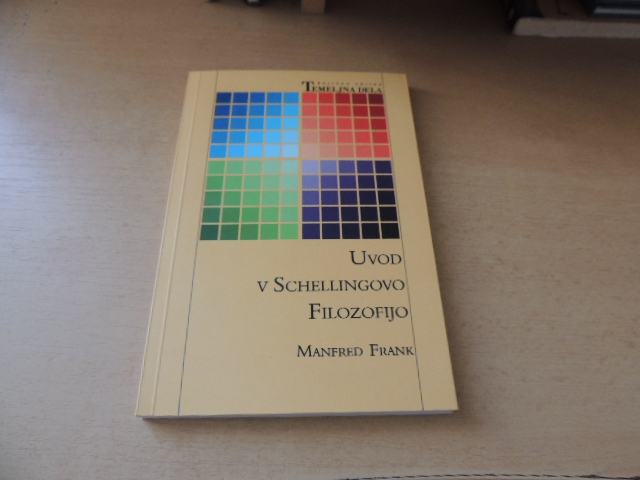 TEMELJNA DELA
UVOD
V SCHELLINGOVO
FILOZOFIJO
MANFRED FRANK